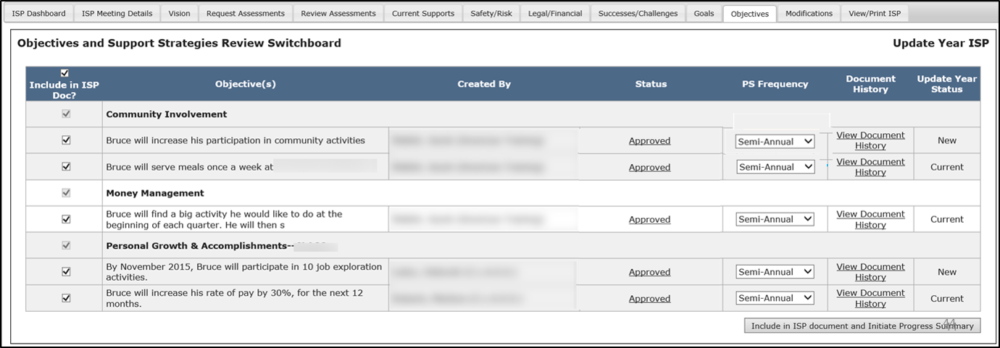 ISP Dashboard ISP Meeting Details Vision Request Assessments Review Assessments Current Supports Safety/Risk Legal/Financial Successes/Challenges Goals Objectives Modifications View/Print ISP
Objectives and Support Strategies Review Switchboard Update Year ISP
Include in ISP Doc? Objective(s) Created By Status PS Frequency Document History Update Year Status
Community Involvement
Bruce will increase his participation in community activities Approved Semi-Annual View Document History New
Bruce will serve meals once a week at Approved Semi-Annual View Document History Current
Money Management
Bruce will find a big activity he would like to do at the
beginning of each quarter. He will then s Approved Semi-Annual View Document History Current
Personal Growth & Accomplishments--
By November 2015, Bruce will participate in 10 job exploration
activities. Approved Semi-Annual View Document History New
Bruce will increase his rate of pay by 30%, for the next 12
months. Approved Semi-Annual View Document History Current
Include in ISP document and Initiate Progress Summary
44